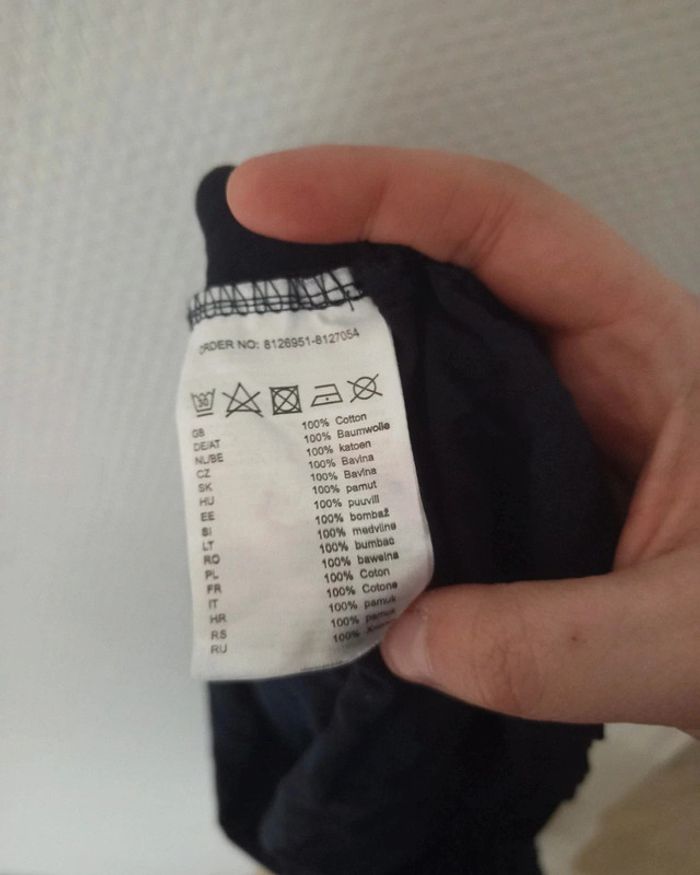 ORDER NO: 8126951-8127054
30
GB 100% Cotton
DE/AT 100% Baumwolle
NL/BE 100% katoen
CZ 100% Bavlna
SK 100% Bavlna
HU 100% pamut
EE 100% puuvill
SI 100% bombaž
LT 100% medvilne
RO 100% bumbac
PL 100% bawelna
FR 100% Coton
IT 100% Cotone
HR 100% pamuk
RS 100% pamuk
RU 100%